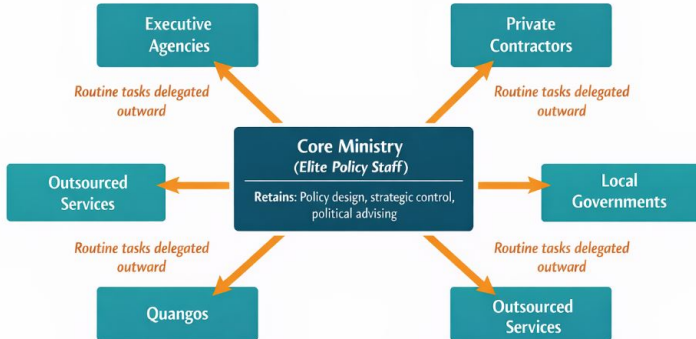 Executive
Agencies
Private
Contractors
Routine tasks delegated
outward
Routine tasks delegated
outward
Core Ministry
(Elite Policy Staff)
Retains: Policy design, strategic control,
political advising
Outsourced
Services
Local
Governments
Routine tasks delegated
outward
Routine tasks delegated
outward
Quangos
Outsourced
Services